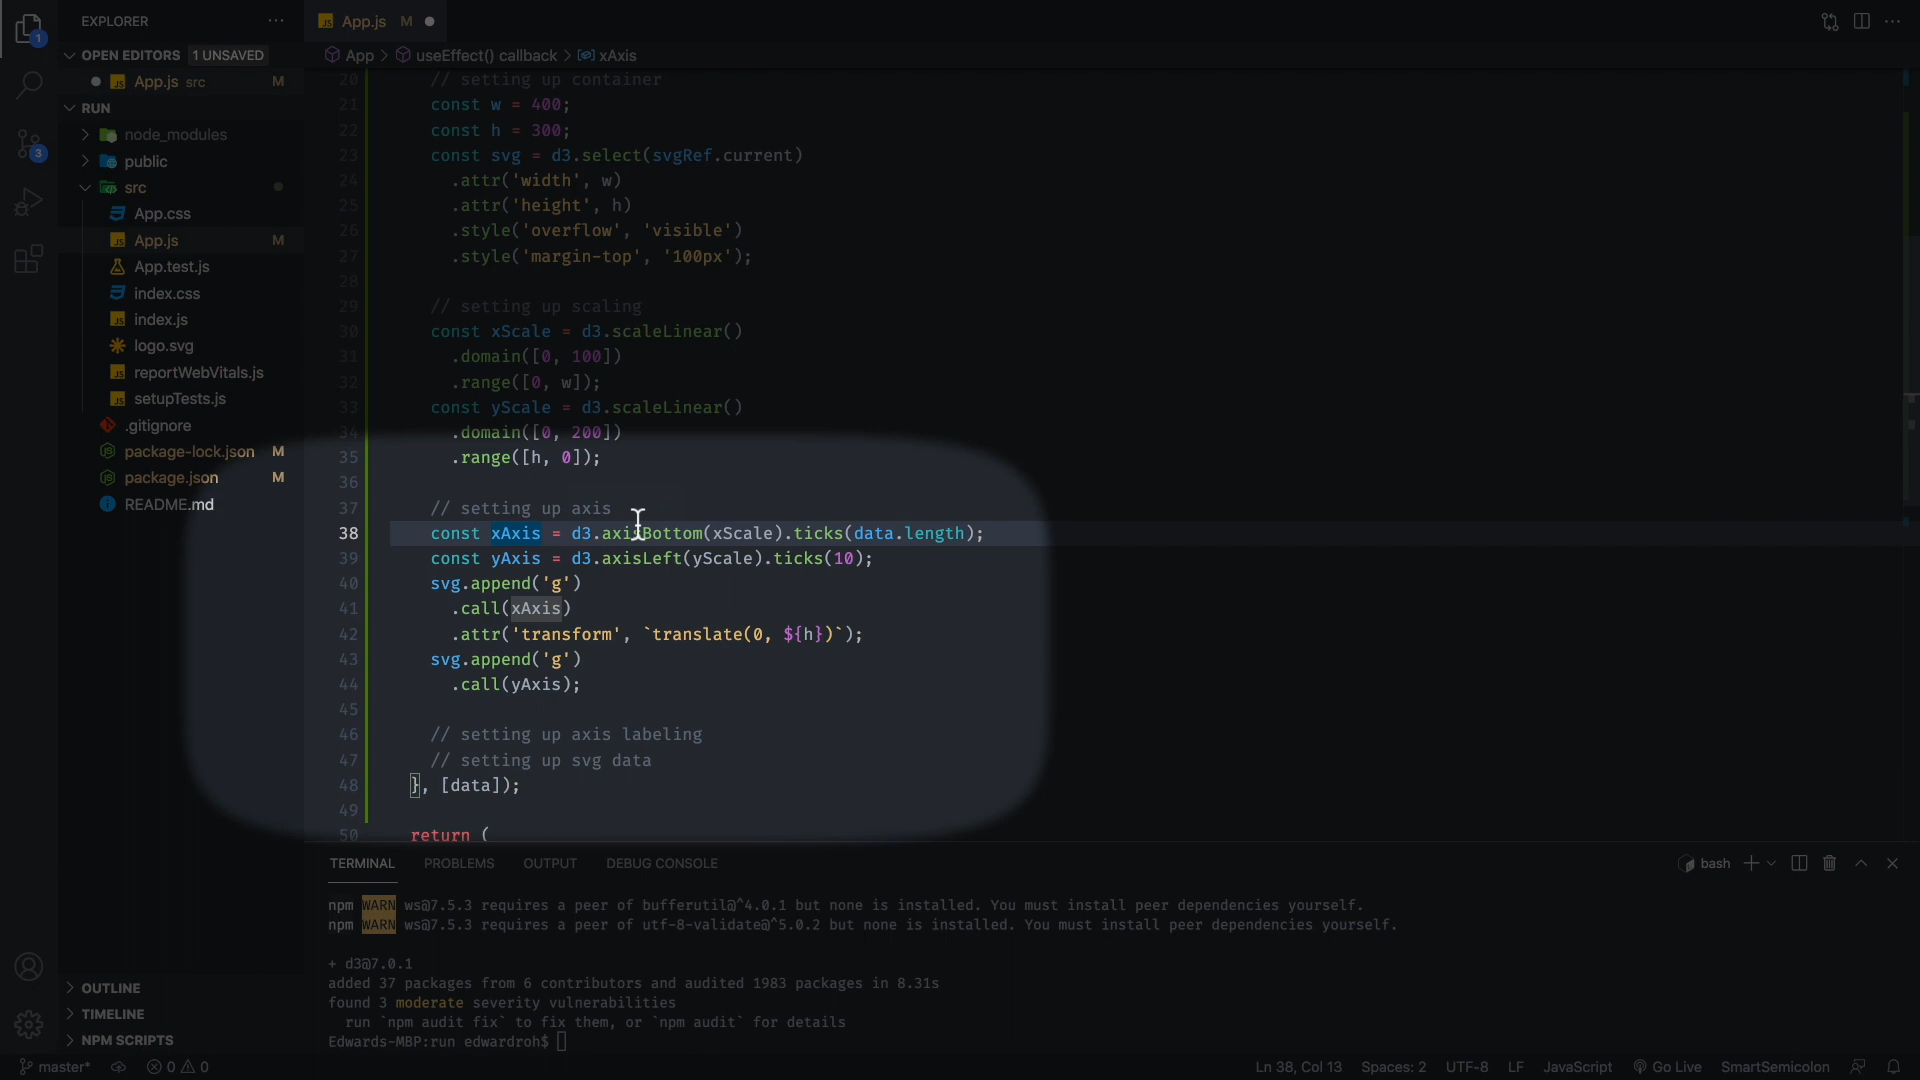 EXPLORER
OPEN EDITORS 1 UNSAVED
App.js src M
RUN
node_modules
public
src
App.css
App.js M
App.test.js
index.css
index.js
logo.svg
reportWebVitals.js
setupTests.js
.gitignore
package-lock.json M
package.json M
README.md
OUTLINE
TIMELINE
NPM SCRIPTS
1
3
App.js M
App > useEffect() callback > xAxis
20 // setting up container
21 const w = 400;
22 const h = 300;
23 const svg = d3.select(svgRef.current)
24 .attr('width', w)
25 .attr('height', h)
26 .style('overflow', 'visible')
27 .style('margin-top', '100px');
28
29 // setting up scaling
30 const xScale = d3.scaleLinear()
31 .domain([0, 100])
32 .range([0, w]);
33 const yScale = d3.scaleLinear()
34 .domain([0, 200])
35 .range([h, 0]);
36
37 // setting up axis
38 const xAxis = d3.axisBottom(xScale).ticks(data.length);
39 const yAxis = d3.axisLeft(yScale).ticks(10);
40 svg.append('g')
41 .call(xAxis)
42 .attr('transform', `translate(0, ${h})`);
43 svg.append('g')
44 .call(yAxis);
45
46 // setting up axis labeling
47 // setting up svg data
48 }, [data]);
49
50 return (
TERMINAL PROBLEMS OUTPUT DEBUG CONSOLE
bash
npm WARN ws@7.5.3 requires a peer of bufferutil@^4.0.1 but none is installed. You must install peer dependencies yourself.
npm WARN ws@7.5.3 requires a peer of utf-8-validate@^5.0.2 but none is installed. You must install peer dependencies yourself.
+ d3@7.0.1
added 37 packages from 6 contributors and audited 1983 packages in 8.31s
found 3 moderate severity vulnerabilities
run `npm audit fix` to fix them, or `npm audit` for details
Edwards-MBP:run edwardroh$
master* 0 0 Ln 38, Col 13 Spaces: 2 UTF-8 LF JavaScript Go Live SmartSemicolon